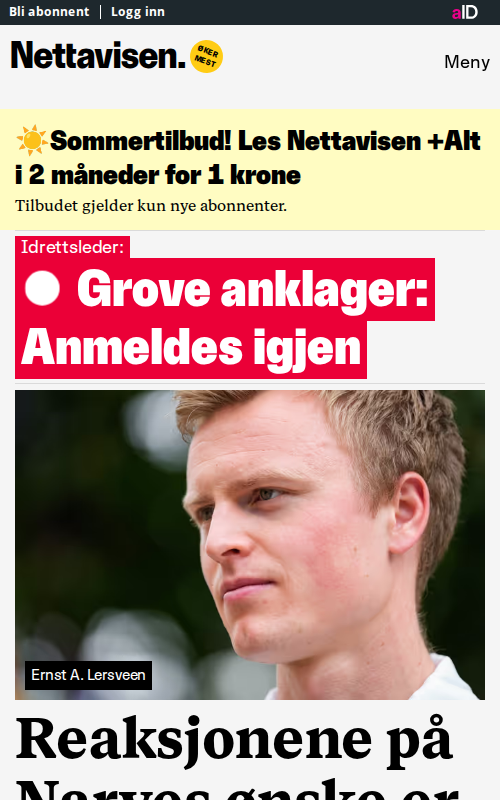 Bli abonnent
Logg inn
aID
Nettavisen.
ØKER
MEST
Meny
Sommertilbud! Les Nettavisen +Alt
i 2 måneder for 1 krone
Tilbudet gjelder kun nye abonnenter.
Idrettsleder:
Grove anklager:
Anmeldes igjen
Ernst A. Lersveen
Reaksjonene på
Narves ønske er